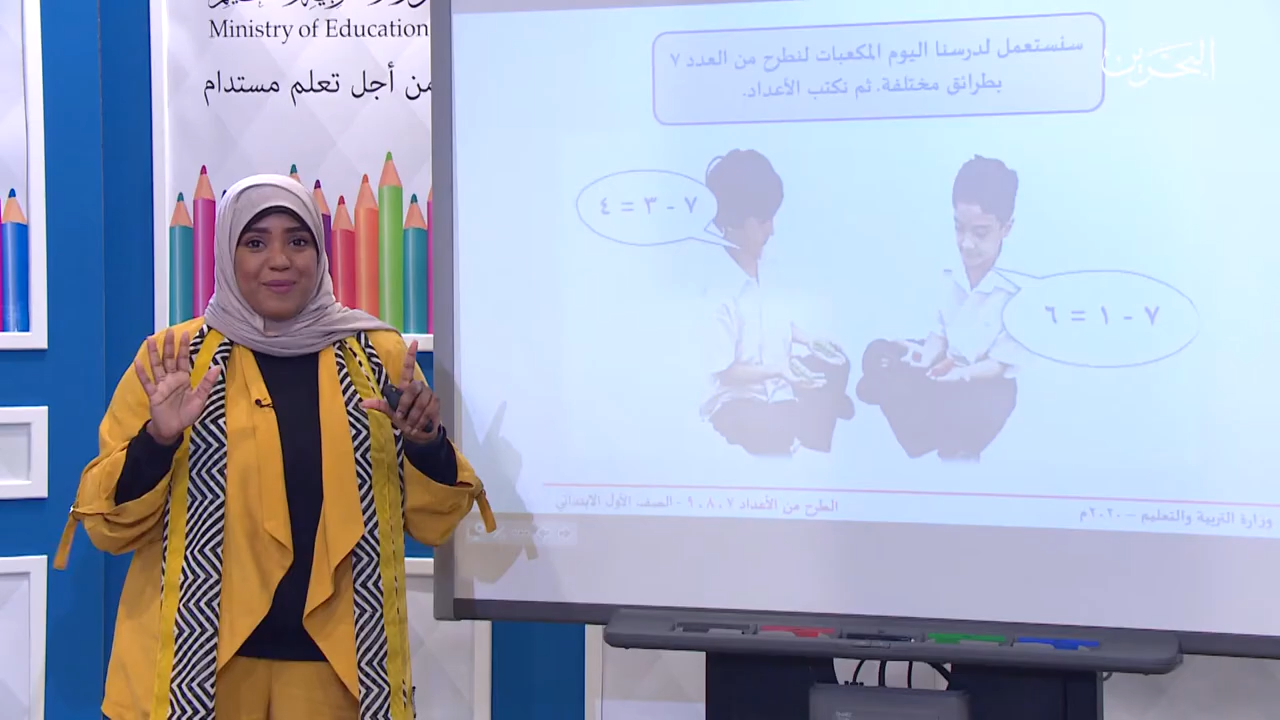 Ministry of Education
من أجل تعلم مستدام
البحرين
سنستعمل لدرسنا اليوم المكعبات لنطرح من العدد ٧
بطرائق مختلفة. ثم نكتب الأعداد.
٧ - ٣ = ٤
٧ - ١ = ٦
الطرح من الأعداد ٧، ٨، ٩ - الصف الأول الابتدائي
وزارة التربية والتعليم – ٢٠٢٠م